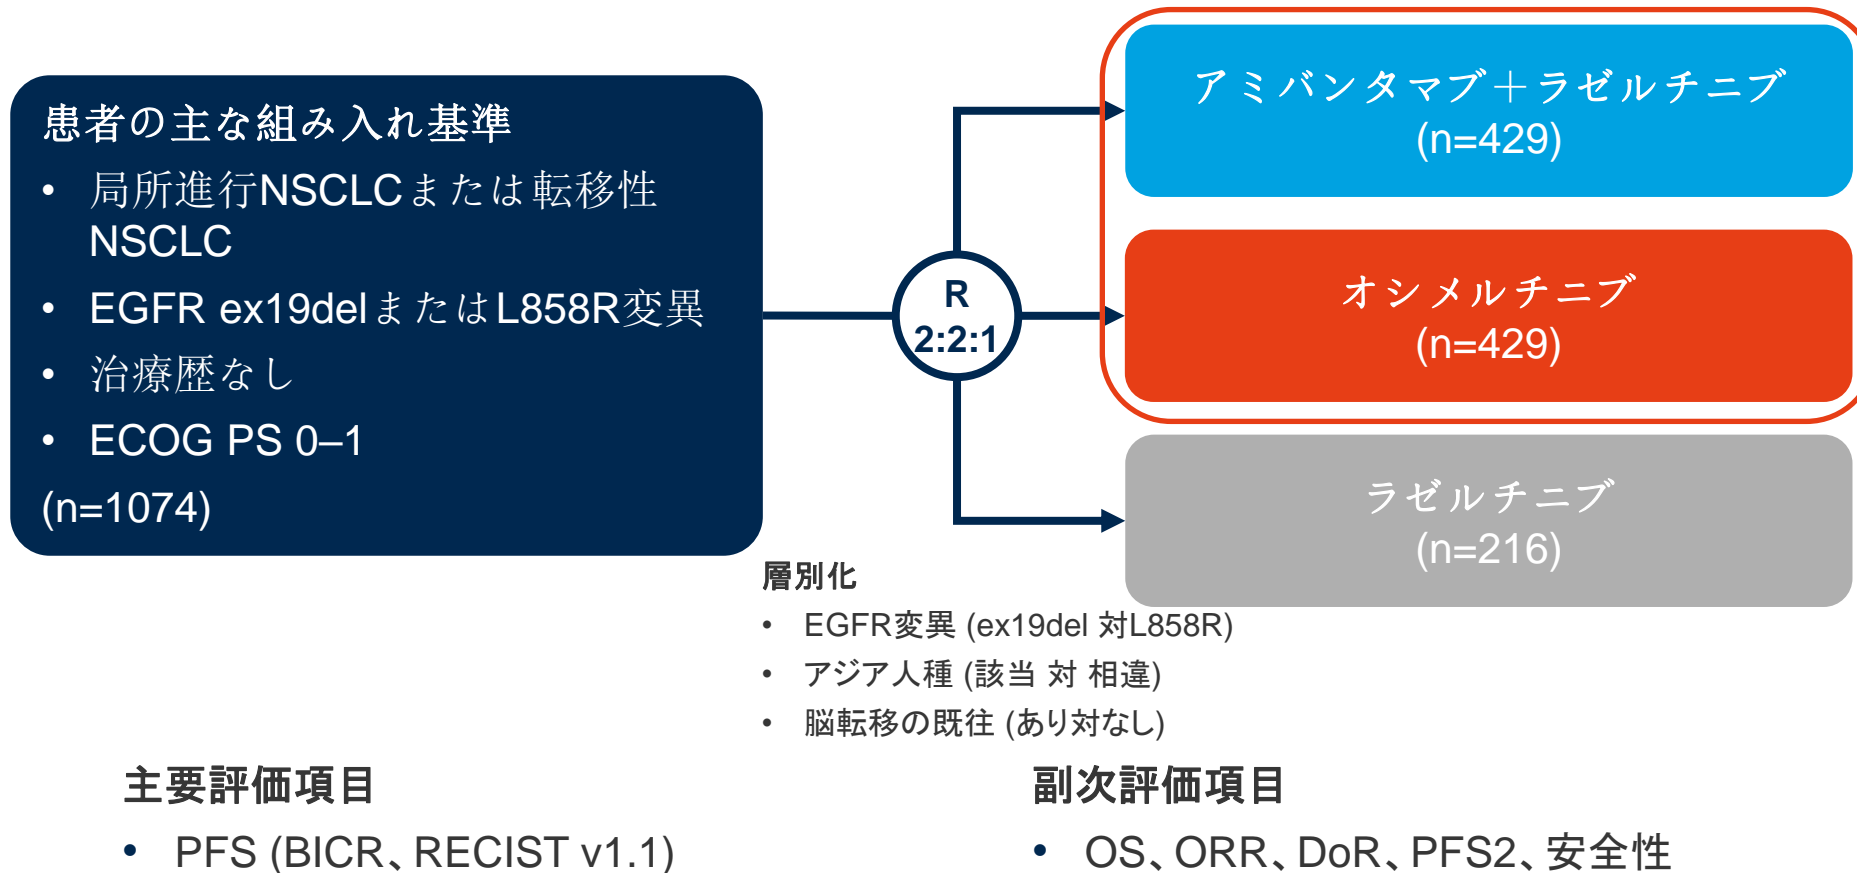 患者の主な組み入れ基準
• 局所進行NSCLCまたは転移性
NSCLC
• EGFR ex19delまたはL858R変異
• 治療歴なし
• ECOG PS 0–1
(n=1074)
R
2:2:1
アミバンタマブ＋ラゼルチニブ
(n=429)
オシメルチニブ
(n=429)
ラゼルチニブ
(n=216)
層別化
• EGFR変異 (ex19del 対L858R)
• アジア人種 (該当 対 相違)
• 脳転移の既往 (あり対なし)
主要評価項目
• PFS (BICR、RECIST v1.1)
副次評価項目
• OS、ORR、DoR、PFS2、安全性